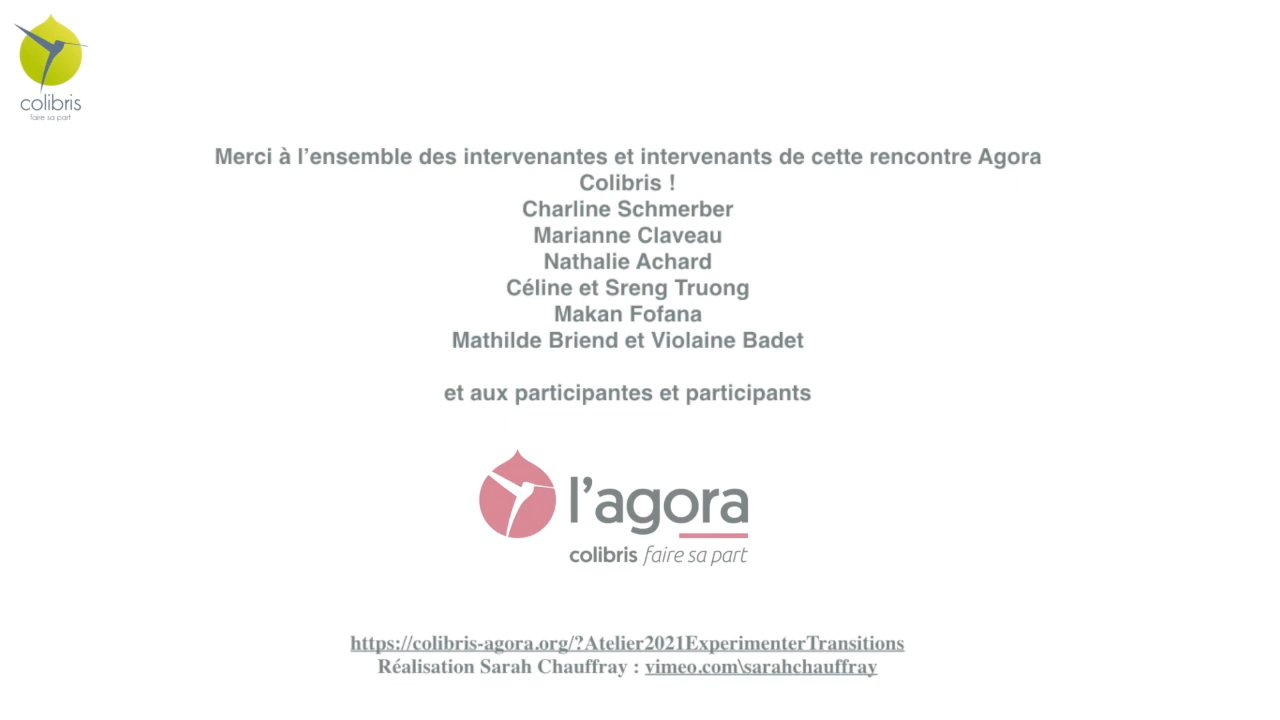 colibris
faire sa part
Merci à l’ensemble des intervenantes et intervenants de cette rencontre Agora
Colibris !
Charline Schmerber
Marianne Claveau
Nathalie Achard
Céline et Sreng Truong
Makan Fofana
Mathilde Briend et Violaine Badet
et aux participantes et participants
l’agora
colibris faire sa part
https://colibris-agora.org/?Atelier2021ExperimenterTransitions
Réalisation Sarah Chauffray : vimeo.com\sarahchauffray